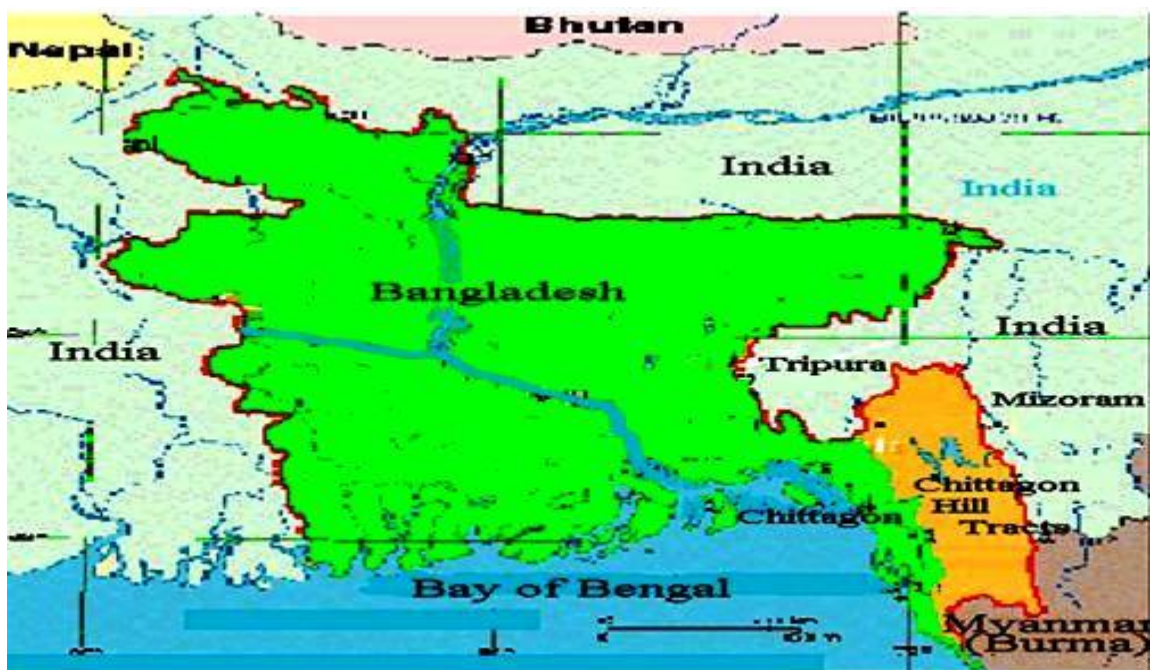 Bhutan
Nepal
India
India
Bangladesh
India
India
Tripura
Mizoram
Chittagon
Hill
Tracts
Chittagon
Bay of Bengal
Myanmar
(Burma)